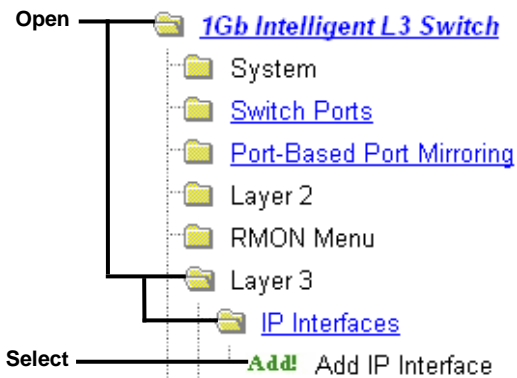 Open 1Gb Intelligent L3 Switch
System
Switch Ports
Port-Based Port Mirroring
Layer 2
RMON Menu
Layer 3
IP Interfaces
Select Add! Add IP Interface